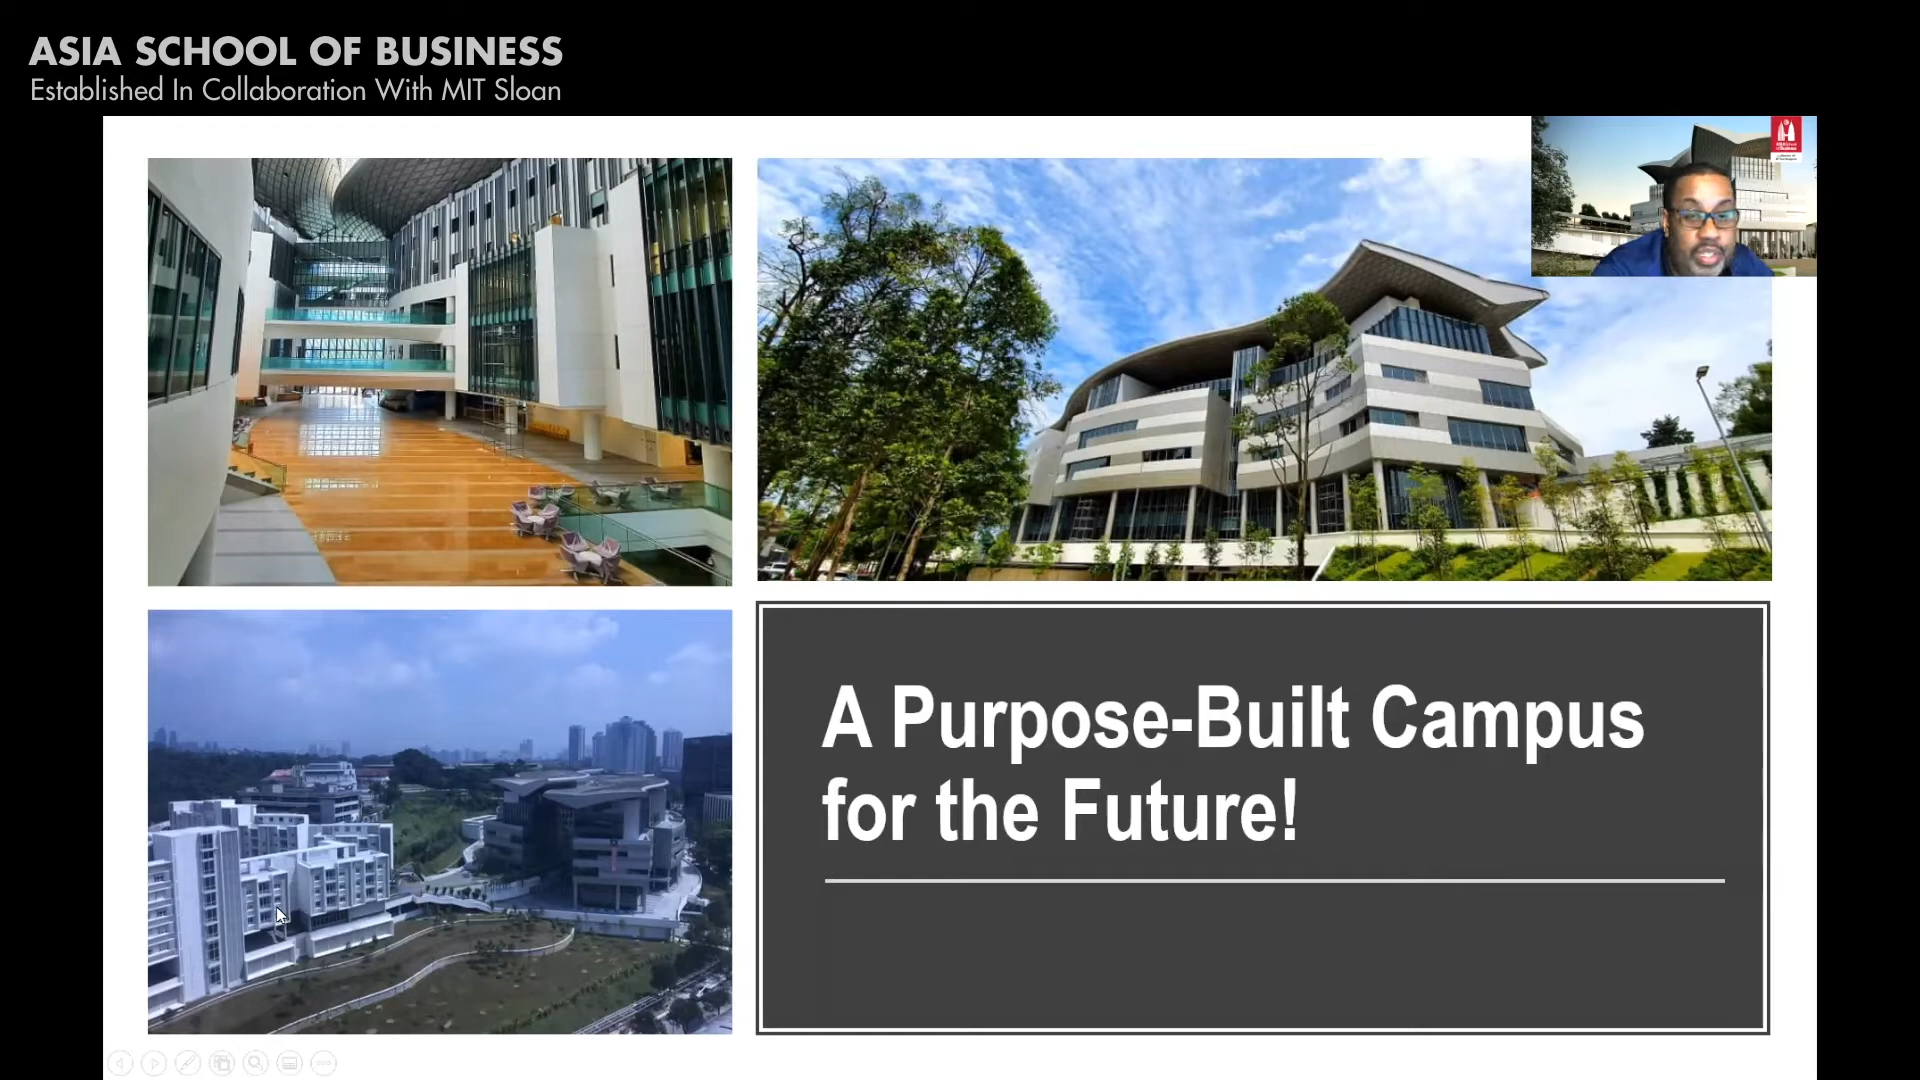 ASIA SCHOOL OF BUSINESS
Established In Collaboration With MIT Sloan
A Purpose-Built Campus
for the Future!